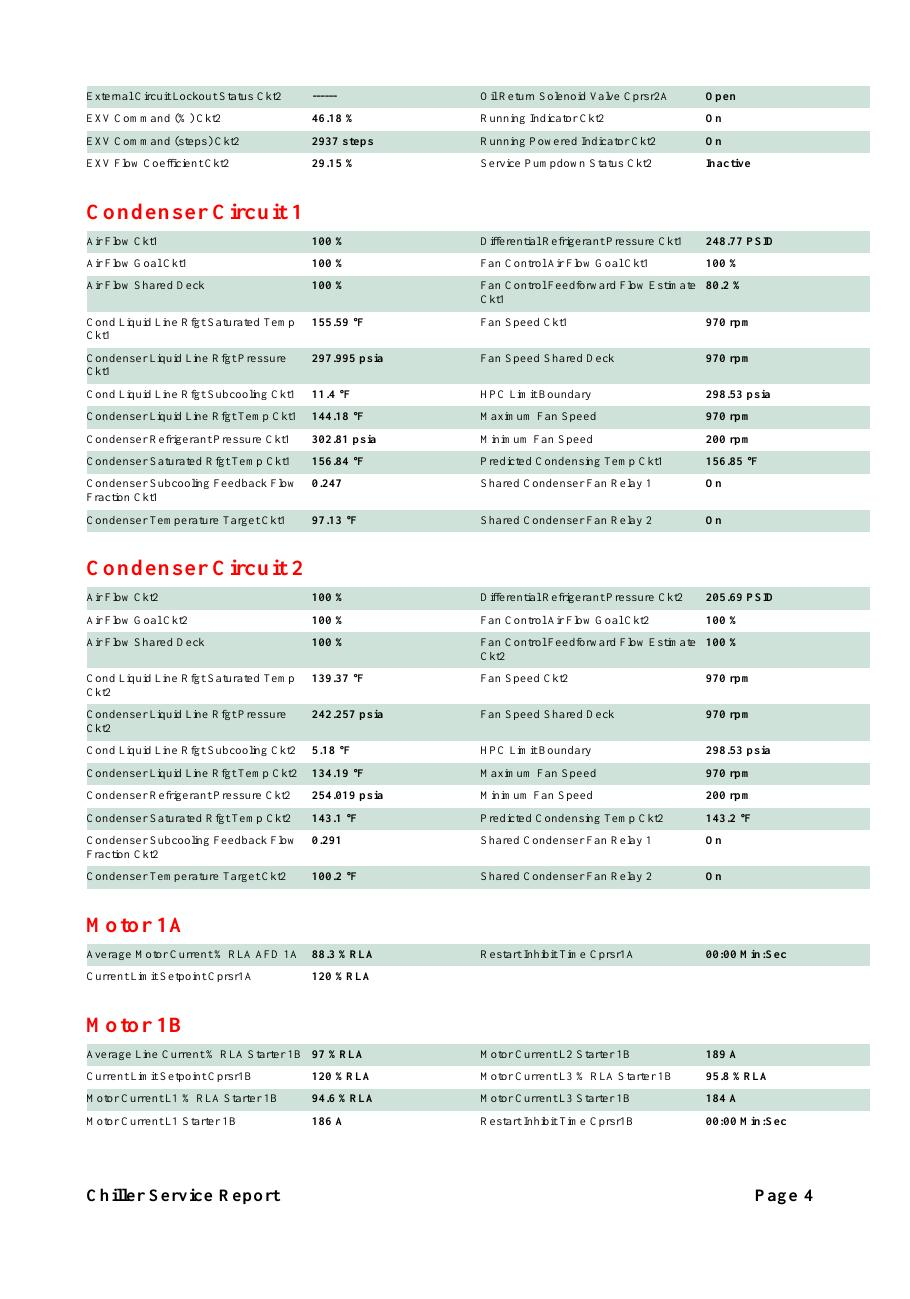 External Circuit Lockout Status Ckt2 ------ Oil Return Solenoid Valve Cprsr2A Open
EXV Command (%) Ckt2 46.18 % Running Indicator Ckt2 On
EXV Command (steps) Ckt2 2937 steps Running Powered Indicator Ckt2 On
EXV Flow Coefficient Ckt2 29.15 % Service Pumpdown Status Ckt2 Inactive
Condenser Circuit 1
Air Flow Ckt1 100 % Differential Refrigerant Pressure Ckt1 248.77 PSID
Air Flow Goal Ckt1 100 % Fan Control Air Flow Goal Ckt1 100 %
Air Flow Shared Deck 100 % Fan Control Feedforward Flow Estimate 80.2 %
Ckt1
Cond Liquid Line Rfgt Saturated Temp 155.59 °F Fan Speed Ckt1 970 rpm
Ckt1
Condenser Liquid Line Rfgt Pressure 297.995 psia Fan Speed Shared Deck 970 rpm
Ckt1
Cond Liquid Line Rfgt Subcooling Ckt1 11.4 °F HPC Limit Boundary 298.53 psia
Condenser Liquid Line Rfgt Temp Ckt1 144.18 °F Maximum Fan Speed 970 rpm
Condenser Refrigerant Pressure Ckt1 302.81 psia Minimum Fan Speed 200 rpm
Condenser Saturated Rfgt Temp Ckt1 156.84 °F Predicted Condensing Temp Ckt1 156.85 °F
Condenser Subcooling Feedback Flow 0.247 Shared Condenser Fan Relay 1 On
Fraction Ckt1
Condenser Temperature Target Ckt1 97.13 °F Shared Condenser Fan Relay 2 On
Condenser Circuit 2
Air Flow Ckt2 100 % Differential Refrigerant Pressure Ckt2 205.69 PSID
Air Flow Goal Ckt2 100 % Fan Control Air Flow Goal Ckt2 100 %
Air Flow Shared Deck 100 % Fan Control Feedforward Flow Estimate 100 %
Ckt2
Cond Liquid Line Rfgt Saturated Temp 139.37 °F Fan Speed Ckt2 970 rpm
Ckt2
Condenser Liquid Line Rfgt Pressure 242.257 psia Fan Speed Shared Deck 970 rpm
Ckt2
Cond Liquid Line Rfgt Subcooling Ckt2 5.18 °F HPC Limit Boundary 298.53 psia
Condenser Liquid Line Rfgt Temp Ckt2 134.19 °F Maximum Fan Speed 970 rpm
Condenser Refrigerant Pressure Ckt2 254.019 psia Minimum Fan Speed 200 rpm
Condenser Saturated Rfgt Temp Ckt2 143.1 °F Predicted Condensing Temp Ckt2 143.2 °F
Condenser Subcooling Feedback Flow 0.291 Shared Condenser Fan Relay 1 On
Fraction Ckt2
Condenser Temperature Target Ckt2 100.2 °F Shared Condenser Fan Relay 2 On
Motor 1A
Average Motor Current % RLA AFD 1A 88.3 % RLA Restart Inhibit Time Cprsr1A 00:00 Min:Sec
Current Limit Setpoint Cprsr1A 120 % RLA
Motor 1B
Average Line Current % RLA Starter 1B 97 % RLA Motor Current L2 Starter 1B 189 A
Current Limit Setpoint Cprsr1B 120 % RLA Motor Current L3 % RLA Starter 1B 95.8 % RLA
Motor Current L1 % RLA Starter 1B 94.6 % RLA Motor Current L3 Starter 1B 184 A
Motor Current L1 Starter 1B 186 A Restart Inhibit Time Cprsr1B 00:00 Min:Sec
Chiller Service Report Page 4